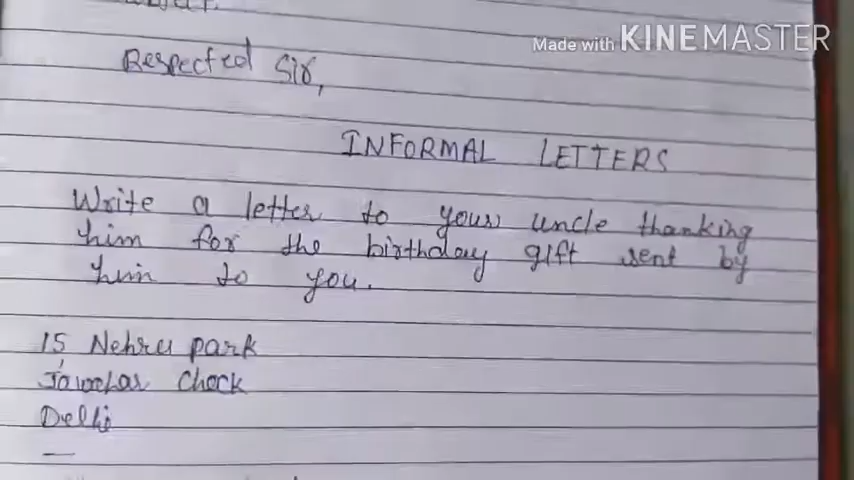 Made with KINEMASTER
Respected Sir,
INFORMAL LETTERS
Write a letter to your uncle thanking
him for the birthday gift sent by
him to you.
15, Nehru park
Jawahar Chock
Delhi